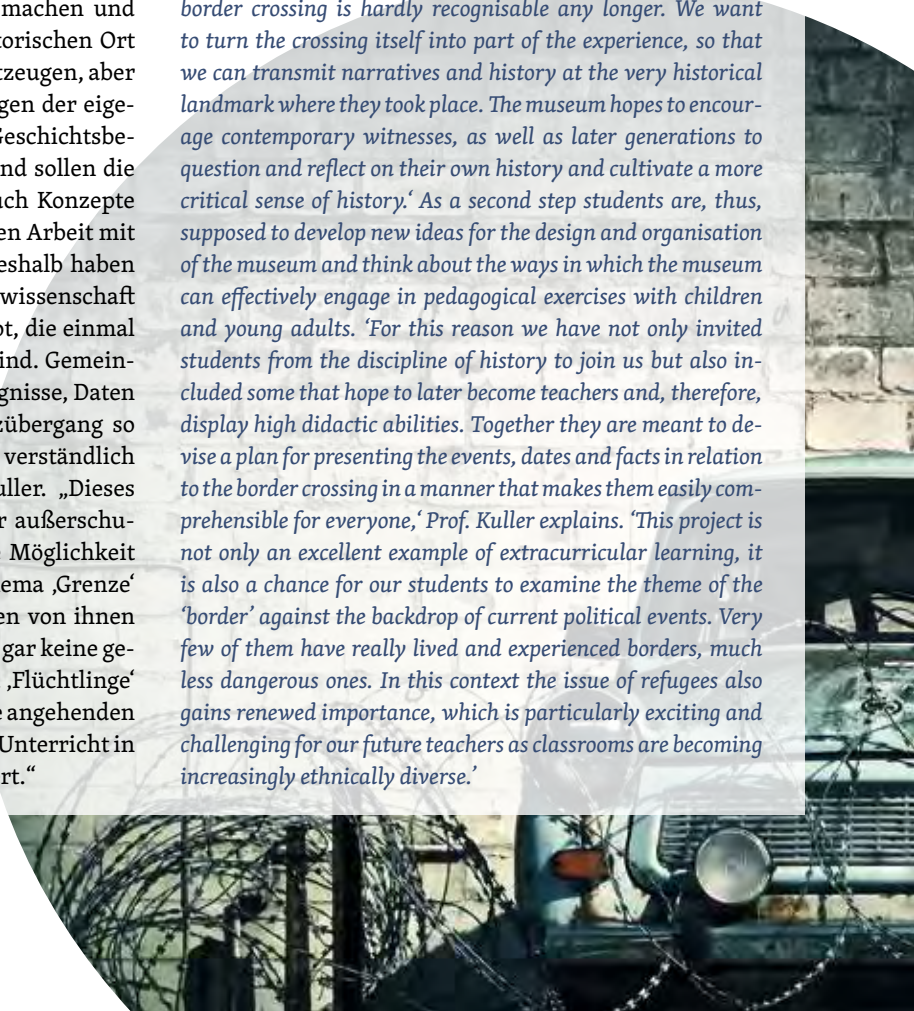 machen und
torischen Ort
tzeugen, aber
gen der eige-
Geschichtsbe-
nd sollen die
uch Konzepte
en Arbeit mit
eshalb haben
wissenschaft
ot, die einmal
ind. Gemein-
gnisse, Daten
zübergang so
verständlich
uller. „Dieses
r außerschu-
e Möglichkeit
ema ‚Grenze‘
en von ihnen
gar keine ge-
‚Flüchtlinge‘
e angehenden
Unterricht in
rt.“
border crossing is hardly recognisable any longer. We want
to turn the crossing itself into part of the experience, so that
we can transmit narratives and history at the very historical
landmark where they took place. The museum hopes to encour-
age contemporary witnesses, as well as later generations to
question and reflect on their own history and cultivate a more
critical sense of history.‘ As a second step students are, thus,
supposed to develop new ideas for the design and organisation
of the museum and think about the ways in which the museum
can effectively engage in pedagogical exercises with children
and young adults. ‘For this reason we have not only invited
students from the discipline of history to join us but also in-
cluded some that hope to later become teachers and, therefore,
display high didactic abilities. Together they are meant to de-
vise a plan for presenting the events, dates and facts in relation
to the border crossing in a manner that makes them easily com-
prehensible for everyone,‘ Prof. Kuller explains. ‘This project is
not only an excellent example of extracurricular learning, it
is also a chance for our students to examine the theme of the
‘border’ against the backdrop of current political events. Very
few of them have really lived and experienced borders, much
less dangerous ones. In this context the issue of refugees also
gains renewed importance, which is particularly exciting and
challenging for our future teachers as classrooms are becoming
increasingly ethnically diverse.’